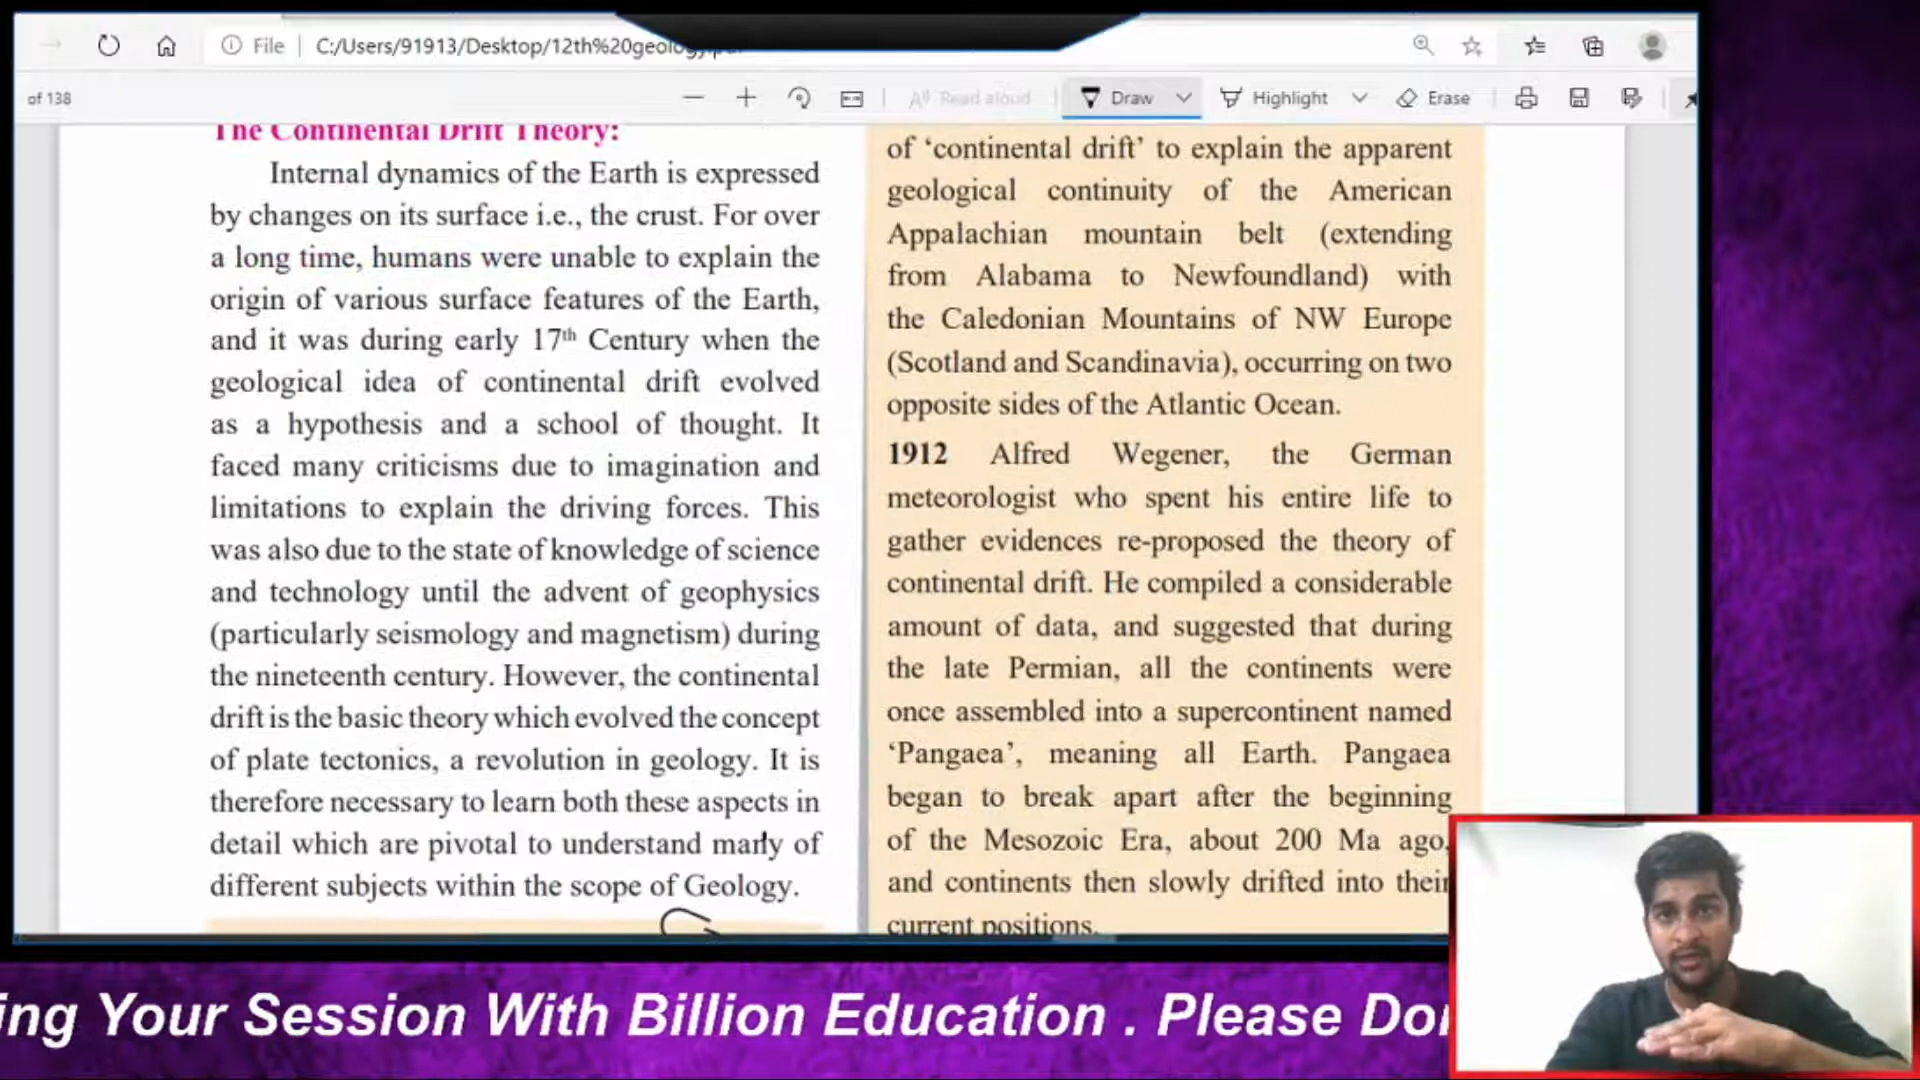 File
C:/Users/91913/Desktop/12th%20geology.pdf
of 138
Read aloud
Draw
Highlight
Erase
The Continental Drift Theory:
Internal dynamics of the Earth is expressed
by changes on its surface i.e., the crust. For over
a long time, humans were unable to explain the
origin of various surface features of the Earth,
and it was during early 17th Century when the
geological idea of continental drift evolved
as a hypothesis and a school of thought. It
faced many criticisms due to imagination and
limitations to explain the driving forces. This
was also due to the state of knowledge of science
and technology until the advent of geophysics
(particularly seismology and magnetism) during
the nineteenth century. However, the continental
drift is the basic theory which evolved the concept
of plate tectonics, a revolution in geology. It is
therefore necessary to learn both these aspects in
detail which are pivotal to understand many of
different subjects within the scope of Geology.
of ‘continental drift’ to explain the apparent
geological continuity of the American
Appalachian mountain belt (extending
from Alabama to Newfoundland) with
the Caledonian Mountains of NW Europe
(Scotland and Scandinavia), occurring on two
opposite sides of the Atlantic Ocean.
1912 Alfred Wegener, the German
meteorologist who spent his entire life to
gather evidences re-proposed the theory of
continental drift. He compiled a considerable
amount of data, and suggested that during
the late Permian, all the continents were
once assembled into a supercontinent named
‘Pangaea’, meaning all Earth. Pangaea
began to break apart after the beginning
of the Mesozoic Era, about 200 Ma ago,
and continents then slowly drifted into their
current positions.
ing Your Session With Billion Education . Please Do